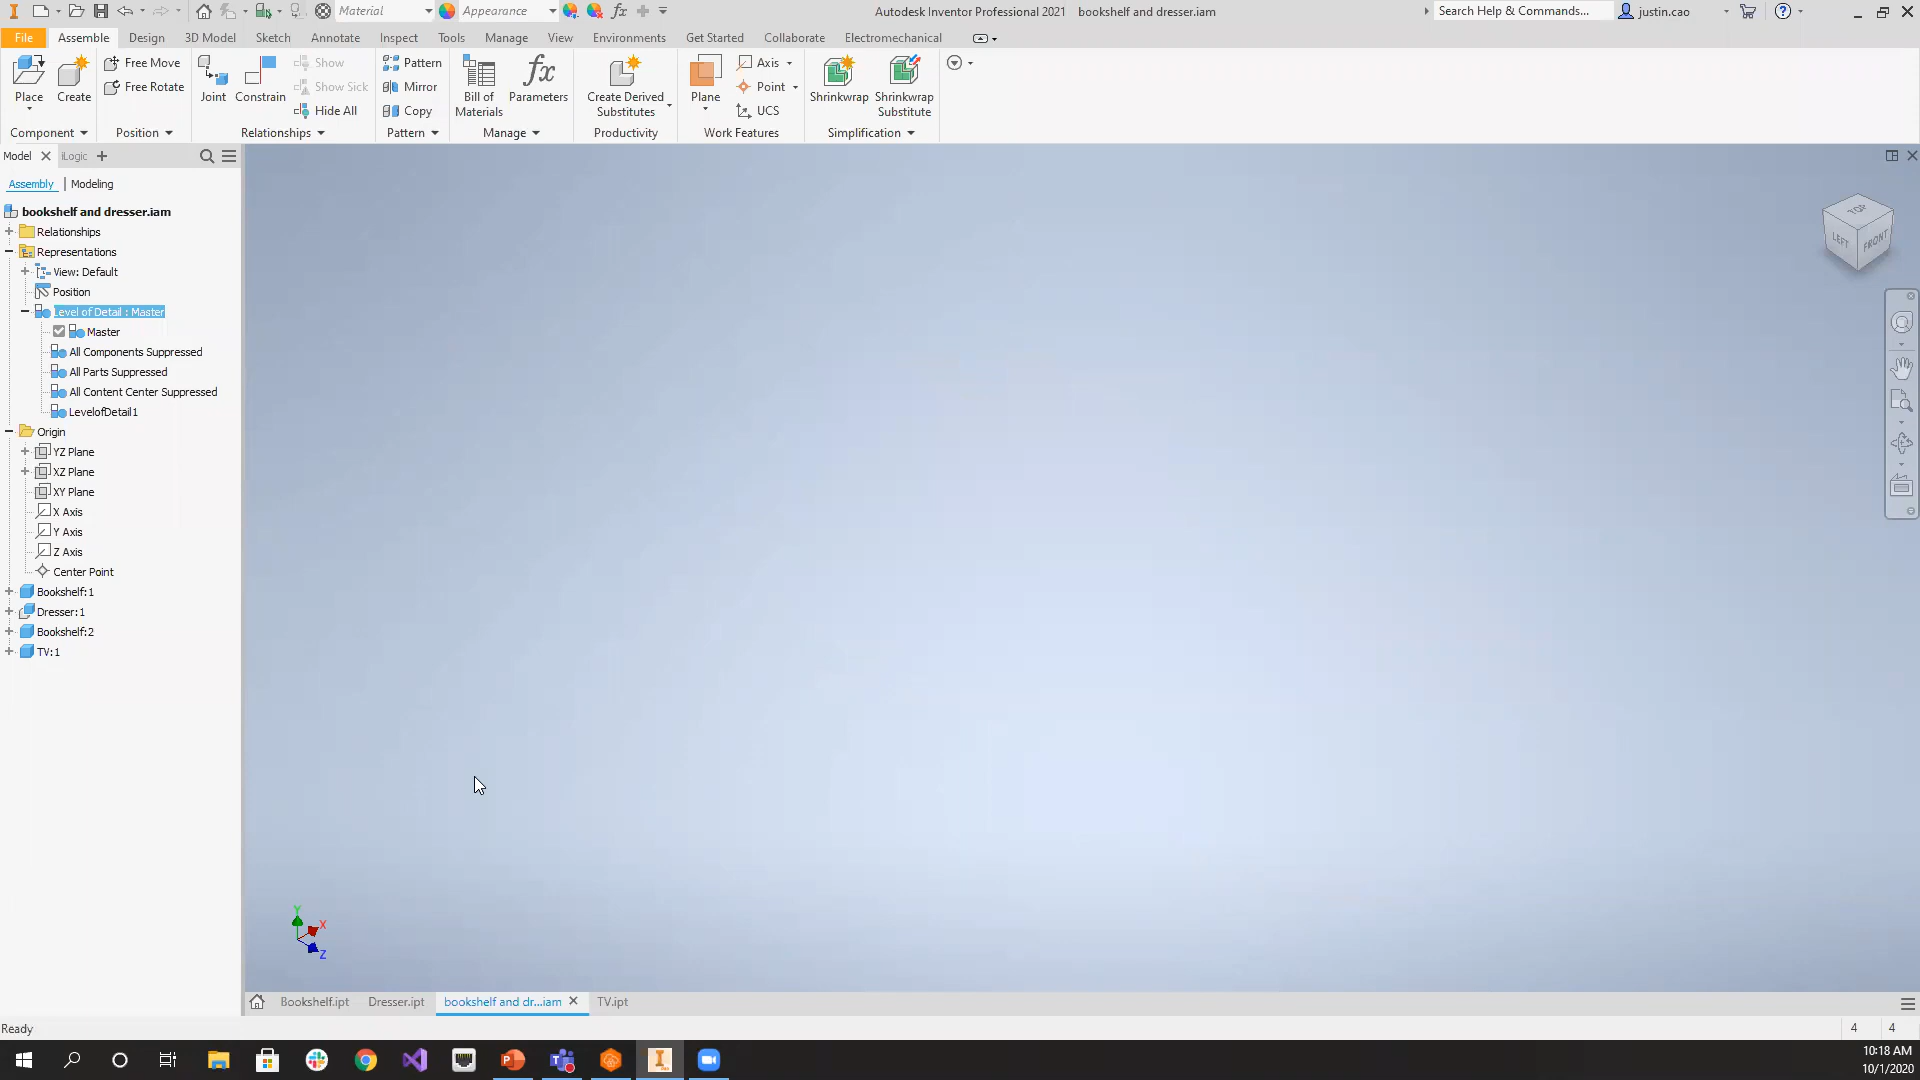 Material
Appearance
Autodesk Inventor Professional 2021 bookshelf and dresser.iam
Search Help & Commands...
justin.cao
File Assemble Design 3D Model Sketch Annotate Inspect Tools Manage View Environments Get Started Collaborate Electromechanical
Place
Create
Free Move
Free Rotate
Joint
Constrain
Show
Show Sick
Hide All
Pattern
Mirror
Copy
Bill of
Materials
fx
Parameters
Create Derived
Substitutes
Plane
Axis
Point
UCS
Shrinkwrap
Shrinkwrap
Substitute
Component Position Relationships Pattern Manage Productivity Work Features Simplification
Model iLogic
Assembly | Modeling
bookshelf and dresser.iam
Relationships
Representations
View: Default
Position
Level of Detail : Master
Master
All Components Suppressed
All Parts Suppressed
All Content Center Suppressed
LevelofDetail1
Origin
YZ Plane
XZ Plane
XY Plane
X Axis
Y Axis
Z Axis
Center Point
Bookshelf:1
Dresser:1
Bookshelf:2
TV:1
TOP
LEFT
FRONT
Y
X
Z
Bookshelf.ipt Dresser.ipt bookshelf and dr...iam TV.ipt
Ready
4 4
10:18 AM
10/1/2020